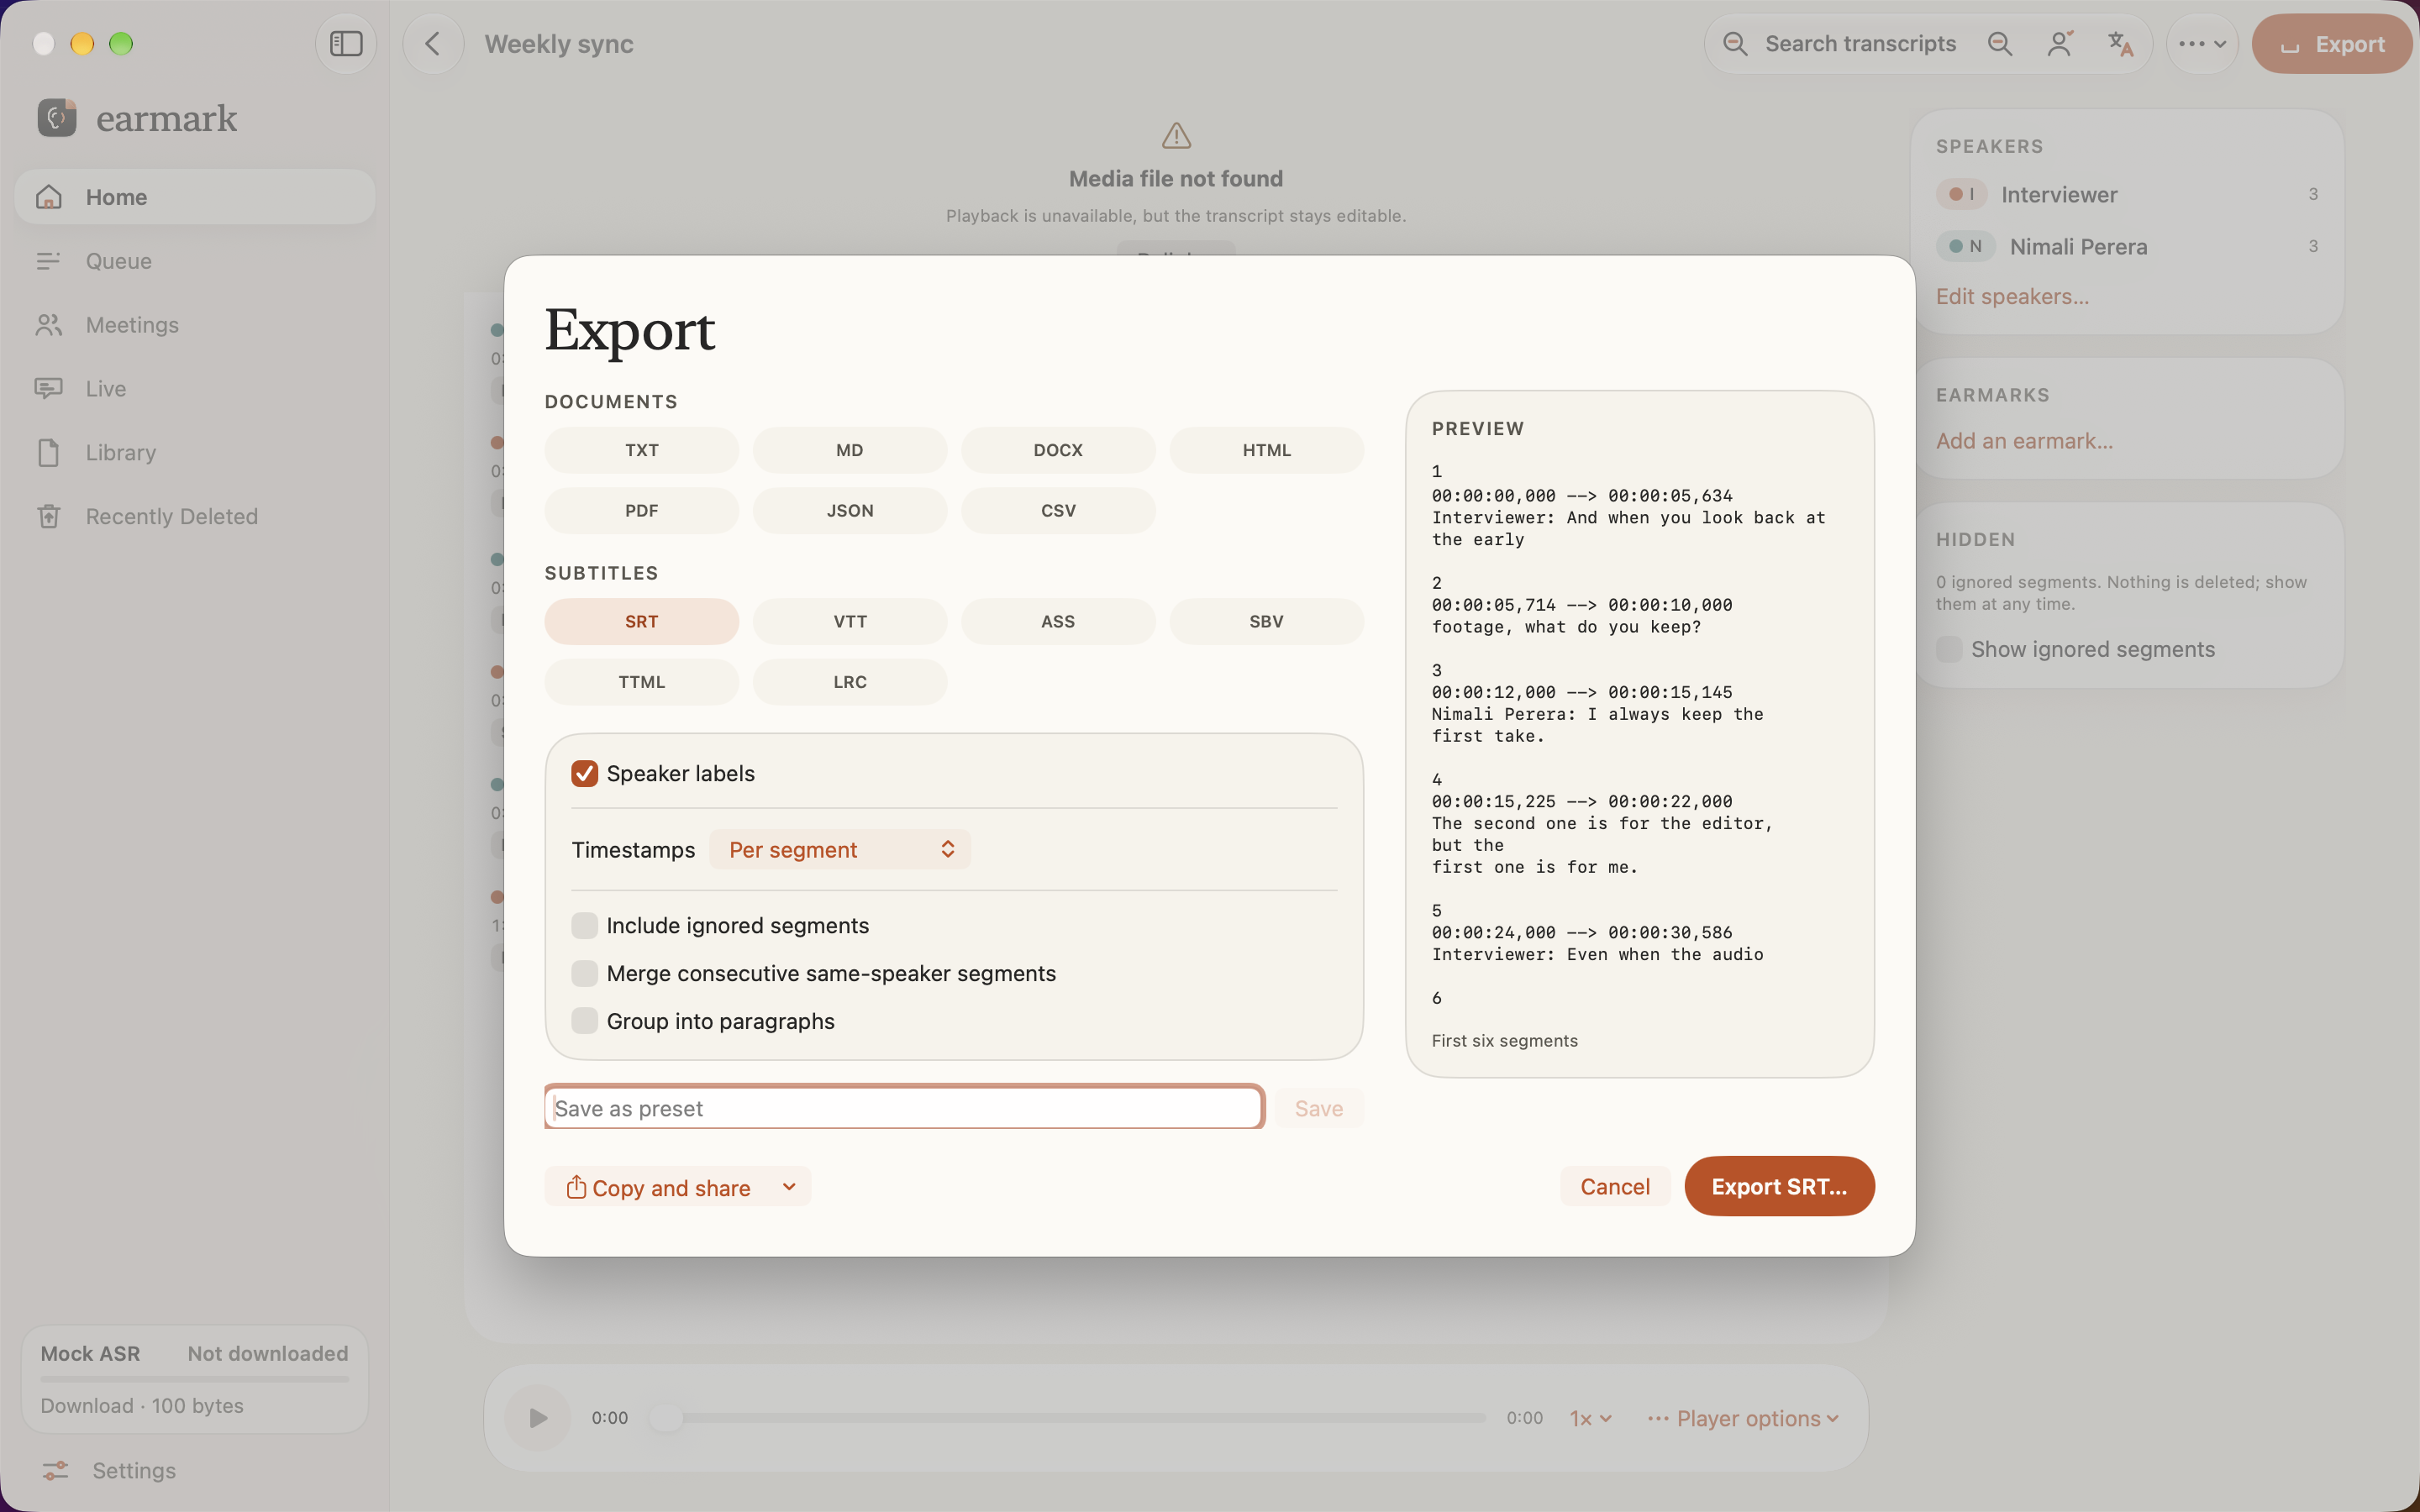 Weekly sync
Search transcripts
Export
earmark
Home
Queue
Meetings
Live
Library
Recently Deleted
Mock ASR Not downloaded
Download · 100 bytes
Settings
Media file not found
Playback is unavailable, but the transcript stays editable.
Export
DOCUMENTS
TXT MD DOCX HTML
PDF JSON CSV
SUBTITLES
SRT VTT ASS SBV
TTML LRC
Speaker labels
Timestamps Per segment
Include ignored segments
Merge consecutive same-speaker segments
Group into paragraphs
Save as preset Save
Copy and share
Cancel Export SRT...
PREVIEW
1
00:00:00,000 --> 00:00:05,634
Interviewer: And when you look back at
the early
2
00:00:05,714 --> 00:00:10,000
footage, what do you keep?
3
00:00:12,000 --> 00:00:15,145
Nimali Perera: I always keep the
first take.
4
00:00:15,225 --> 00:00:22,000
The second one is for the editor,
but the
first one is for me.
5
00:00:24,000 --> 00:00:30,586
Interviewer: Even when the audio
6
First six segments
SPEAKERS
I Interviewer 3
N Nimali Perera 3
Edit speakers...
EARMARKS
Add an earmark...
HIDDEN
0 ignored segments. Nothing is deleted; show
them at any time.
Show ignored segments
0:00 0:00 1x Player options